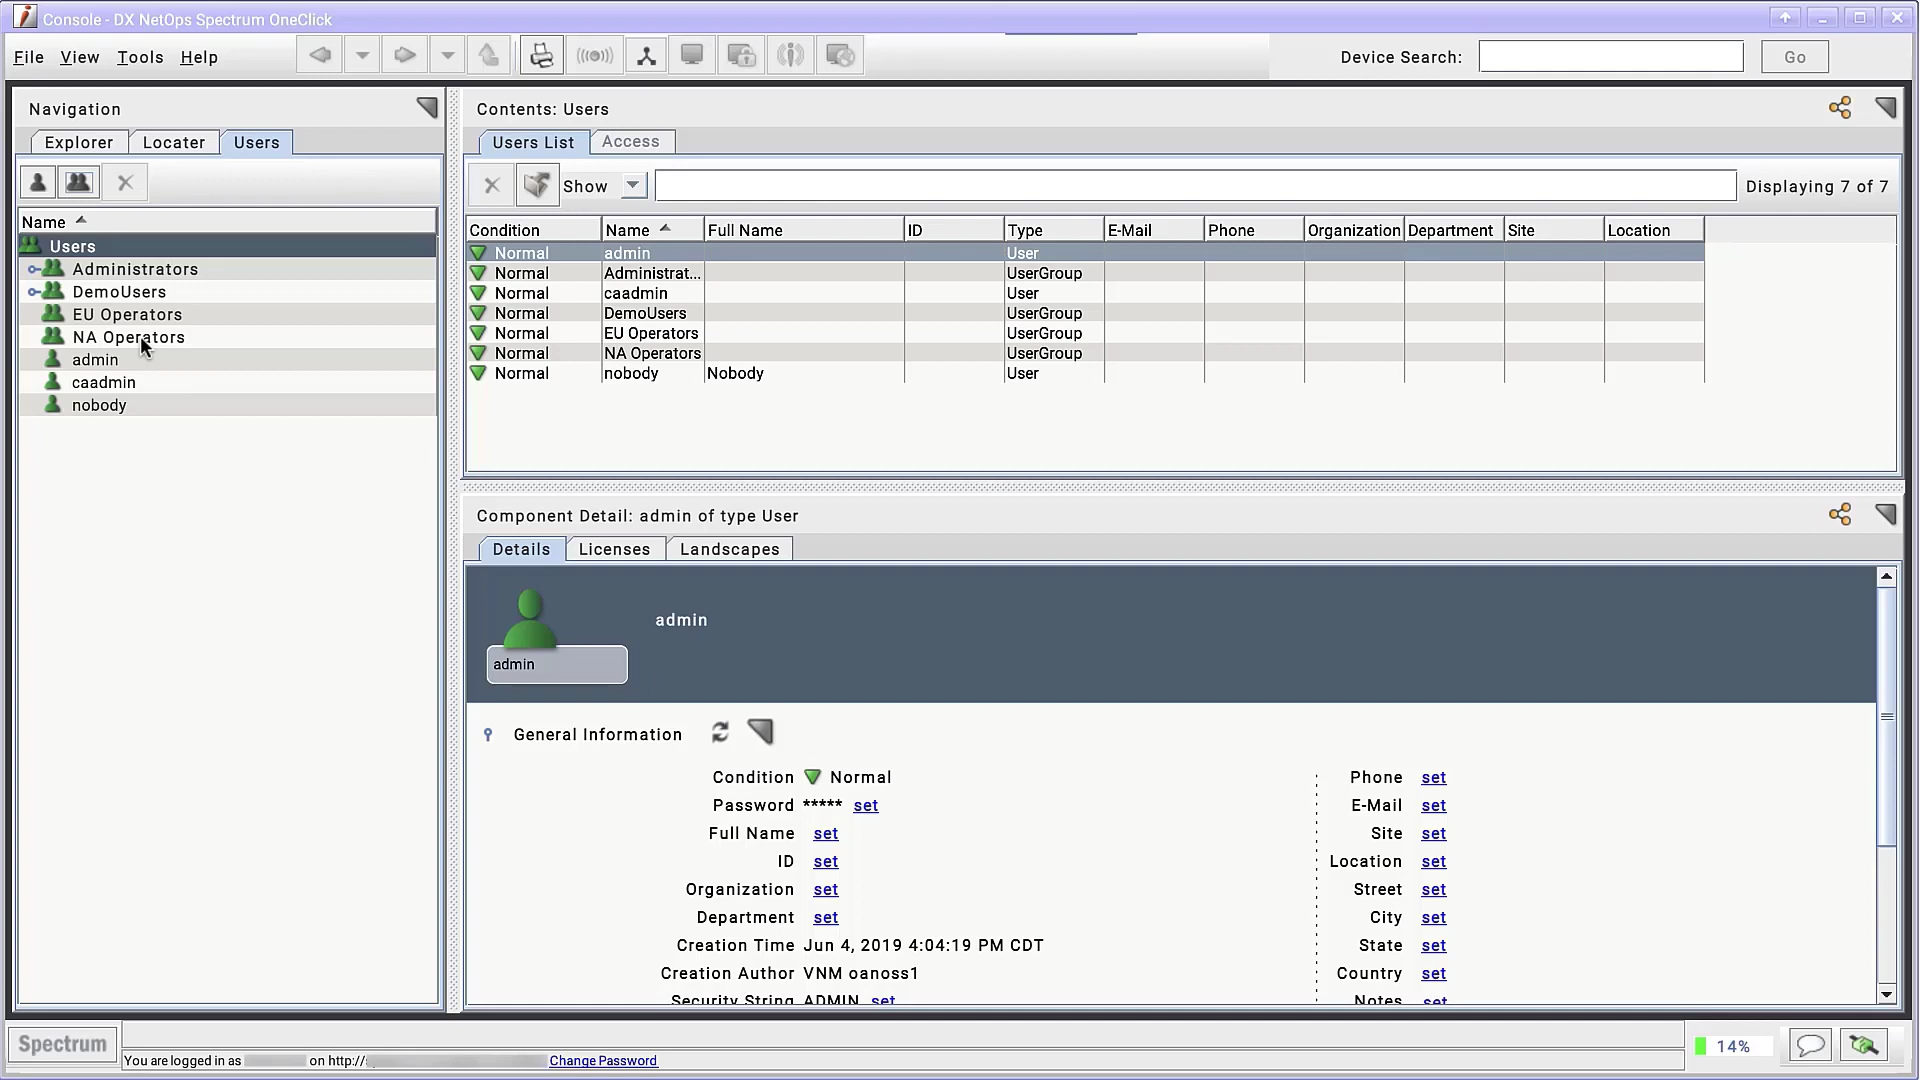 Console - DX NetOps Spectrum OneClick
File View Tools Help
Device Search: Go
Navigation
Explorer Locater Users
Name
Users
Administrators
DemoUsers
EU Operators
NA Operators
admin
caadmin
nobody
Contents: Users
Users List Access
Show Displaying 7 of 7
Condition Name Full Name ID Type E-Mail Phone Organization Department Site Location
Normal admin User
Normal Administrat... UserGroup
Normal caadmin User
Normal DemoUsers UserGroup
Normal EU Operators UserGroup
Normal NA Operators UserGroup
Normal nobody Nobody User
Component Detail: admin of type User
Details Licenses Landscapes
admin
admin
General Information
Condition Normal
Password ***** set
Full Name set
ID set
Organization set
Department set
Creation Time Jun 4, 2019 4:04:19 PM CDT
Creation Author VNM oanoss1
Security String ADMIN set
Phone set
E-Mail set
Site set
Location set
Street set
City set
State set
Country set
Notes set
Spectrum
You are logged in as on http:/ Change Password
14%